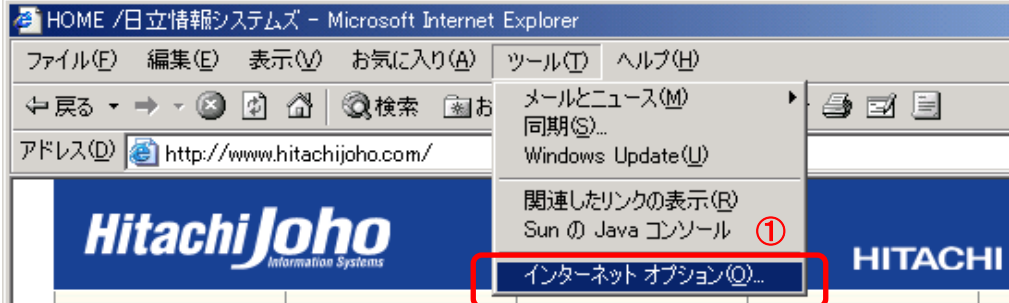 HOME /日立情報システムズ - Microsoft Internet Explorer
ファイル(F) 編集(E) 表示(V) お気に入り(A) ツール(T) ヘルプ(H)
戻る 検索 お
メールとニュース(M)
同期(S)...
Windows Update(U)
関連したリンクの表示(R)
Sun の Java コンソール ①
インターネット オプション(O)...
アドレス(D) http://www.hitachijoho.com/
Hitachi Joho
Information Systems
HITACHI